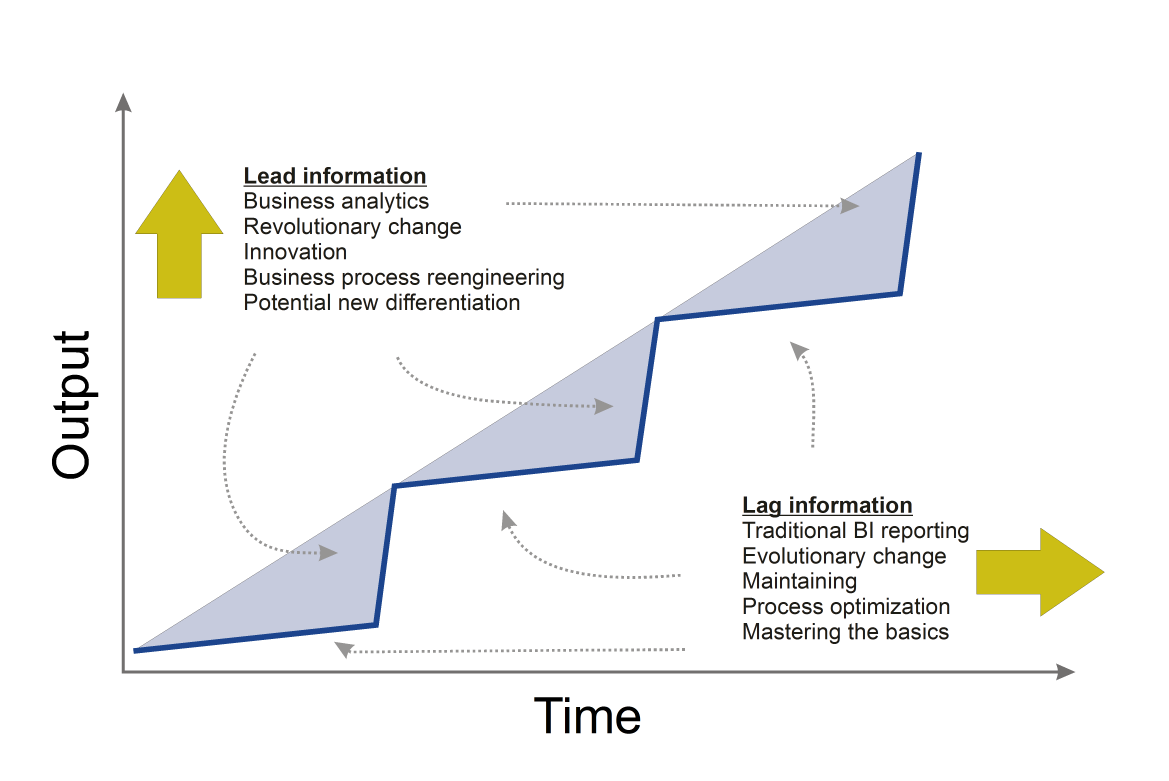 Lead information
Business analytics
Revolutionary change
Innovation
Business process reengineering
Potential new differentiation
Output
Lag information
Traditional BI reporting
Evolutionary change
Maintaining
Process optimization
Mastering the basics
Time